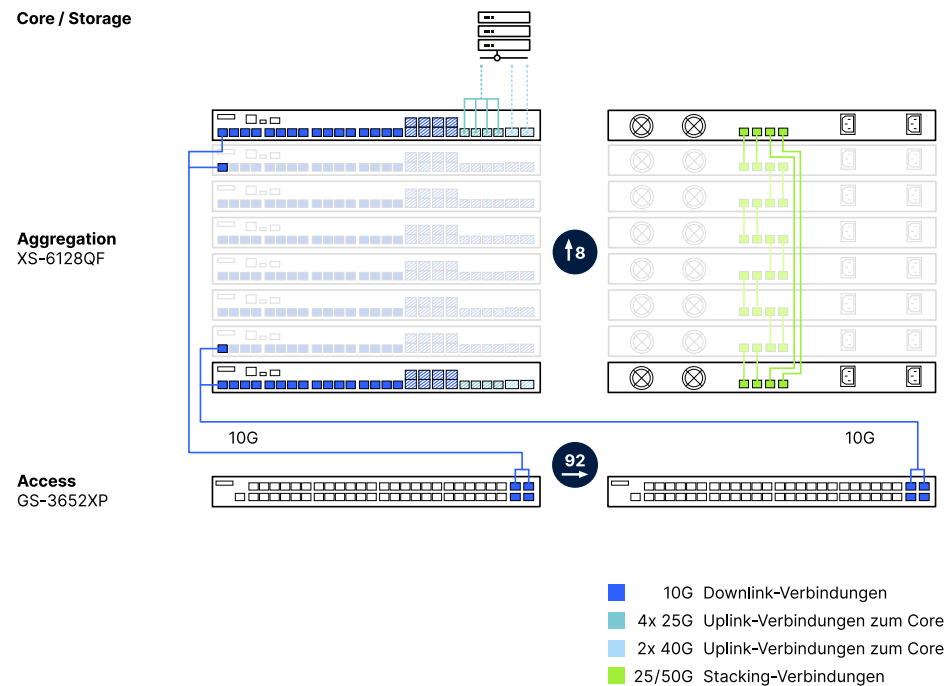 Core / Storage
Aggregation
XS-6128QF
8
10G
10G
92
Access
GS-3652XP
10G Downlink-Verbindungen
4x 25G Uplink-Verbindungen zum Core
2x 40G Uplink-Verbindungen zum Core
25/50G Stacking-Verbindungen